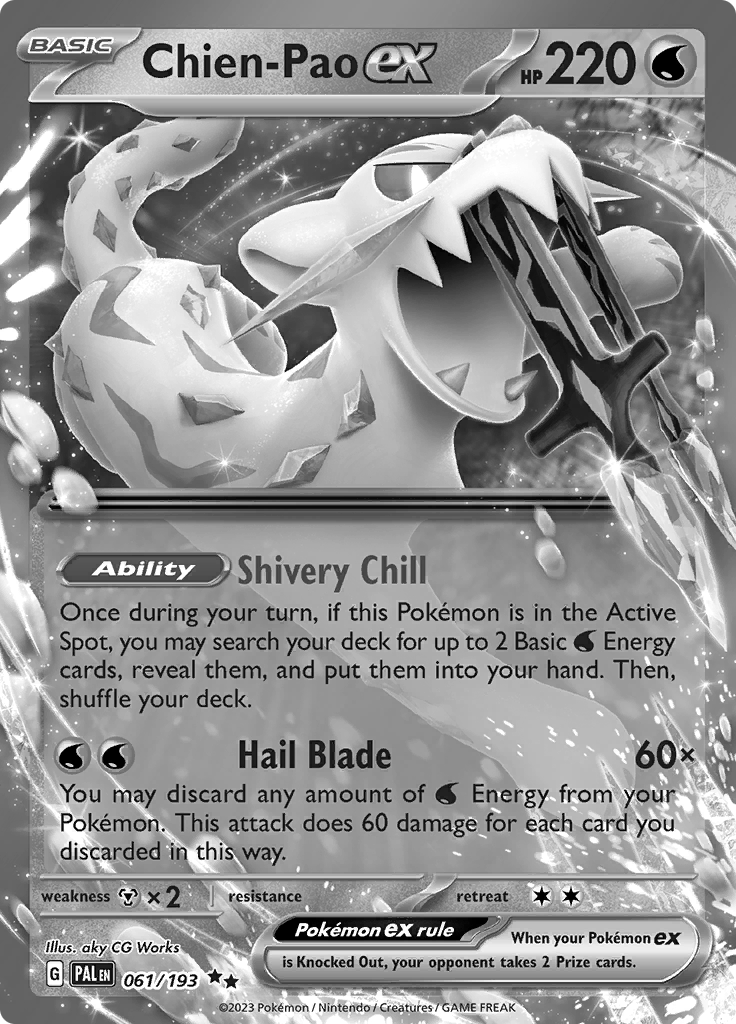 BASIC
Chien-Pao ex HP 220
Ability Shivery Chill
Once during your turn, if this Pokémon is in the Active
Spot, you may search your deck for up to 2 Basic Energy
cards, reveal them, and put them into your hand. Then,
shuffle your deck.
Hail Blade 60×
You may discard any amount of Energy from your
Pokémon. This attack does 60 damage for each card you
discarded in this way.
weakness ×2 resistance retreat
Illus. aky CG Works
Pokémon ex rule When your Pokémon ex
is Knocked Out, your opponent takes 2 Prize cards.
G PAL EN 061/193 ★★
©2023 Pokémon / Nintendo / Creatures / GAME FREAK